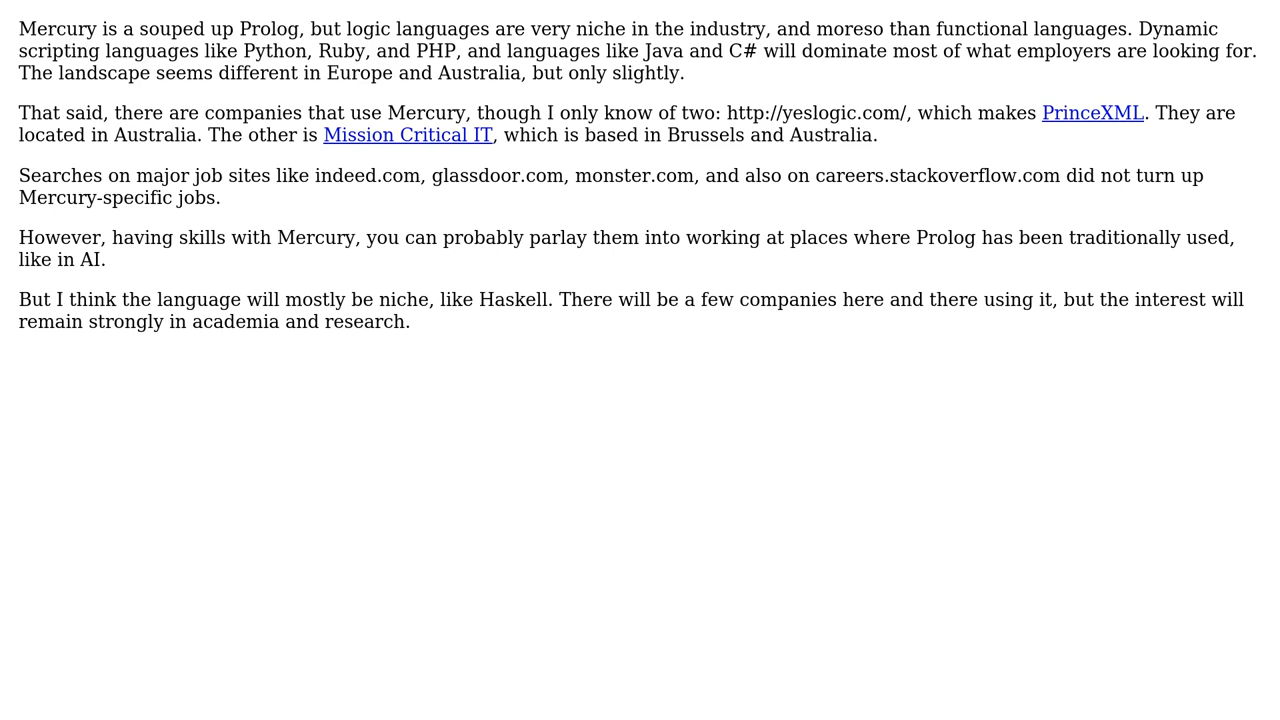 Mercury is a souped up Prolog, but logic languages are very niche in the industry, and moreso than functional languages. Dynamic
scripting languages like Python, Ruby, and PHP, and languages like Java and C# will dominate most of what employers are looking for.
The landscape seems different in Europe and Australia, but only slightly.
That said, there are companies that use Mercury, though I only know of two: http://yeslogic.com/, which makes PrinceXML. They are
located in Australia. The other is Mission Critical IT, which is based in Brussels and Australia.
Searches on major job sites like indeed.com, glassdoor.com, monster.com, and also on careers.stackoverflow.com did not turn up
Mercury-specific jobs.
However, having skills with Mercury, you can probably parlay them into working at places where Prolog has been traditionally used,
like in AI.
But I think the language will mostly be niche, like Haskell. There will be a few companies here and there using it, but the interest will
remain strongly in academia and research.